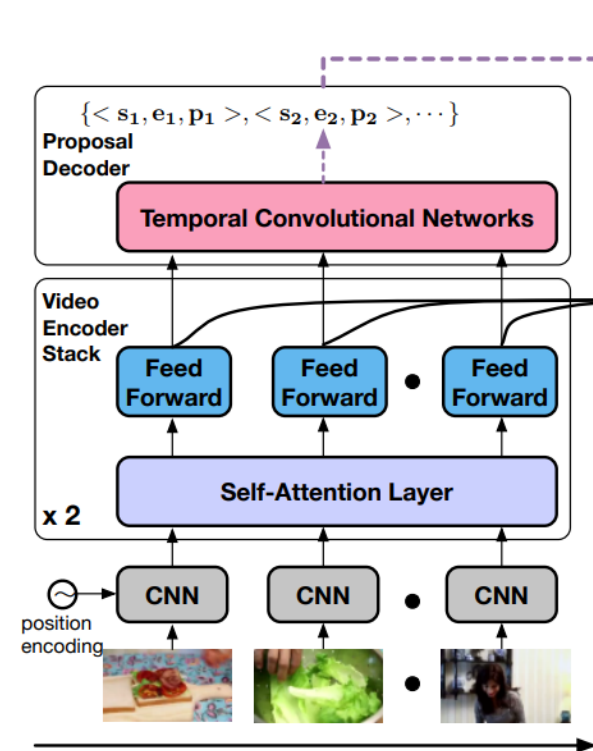 {< s₁, e₁, p₁ >, < s₂, e₂, p₂ >, ⋯}
Proposal
Decoder
Temporal Convolutional Networks
Video
Encoder
Stack
Feed
Forward
Feed
Forward
Feed
Forward
Self-Attention Layer
x 2
CNN
CNN
CNN
position
encoding